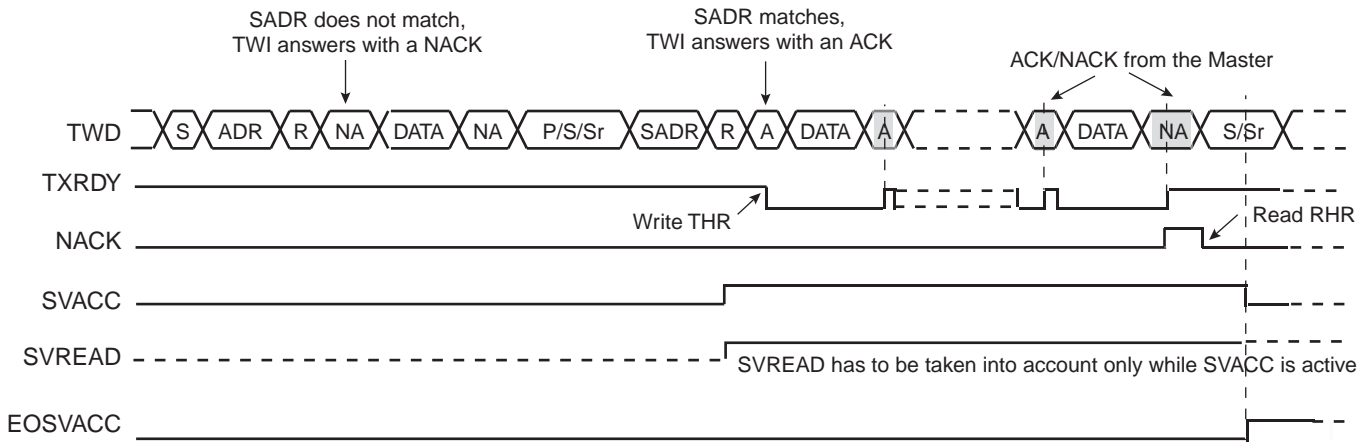 SADR does not match,
TWI answers with a NACK
SADR matches,
TWI answers with an ACK
ACK/NACK from the Master
TWD S ADR R NA DATA NA P/S/Sr SADR R A DATA A A DATA NA S/Sr
TXRDY
Write THR
Read RHR
NACK
SVACC
SVREAD
SVREAD has to be taken into account only while SVACC is active
EOSVACC